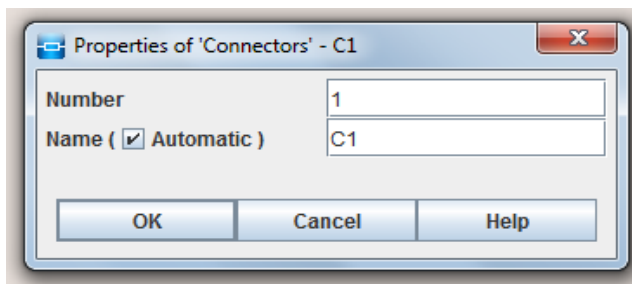 Properties of 'Connectors' - C1
Number 1
Name ( Automatic ) C1
OK Cancel Help